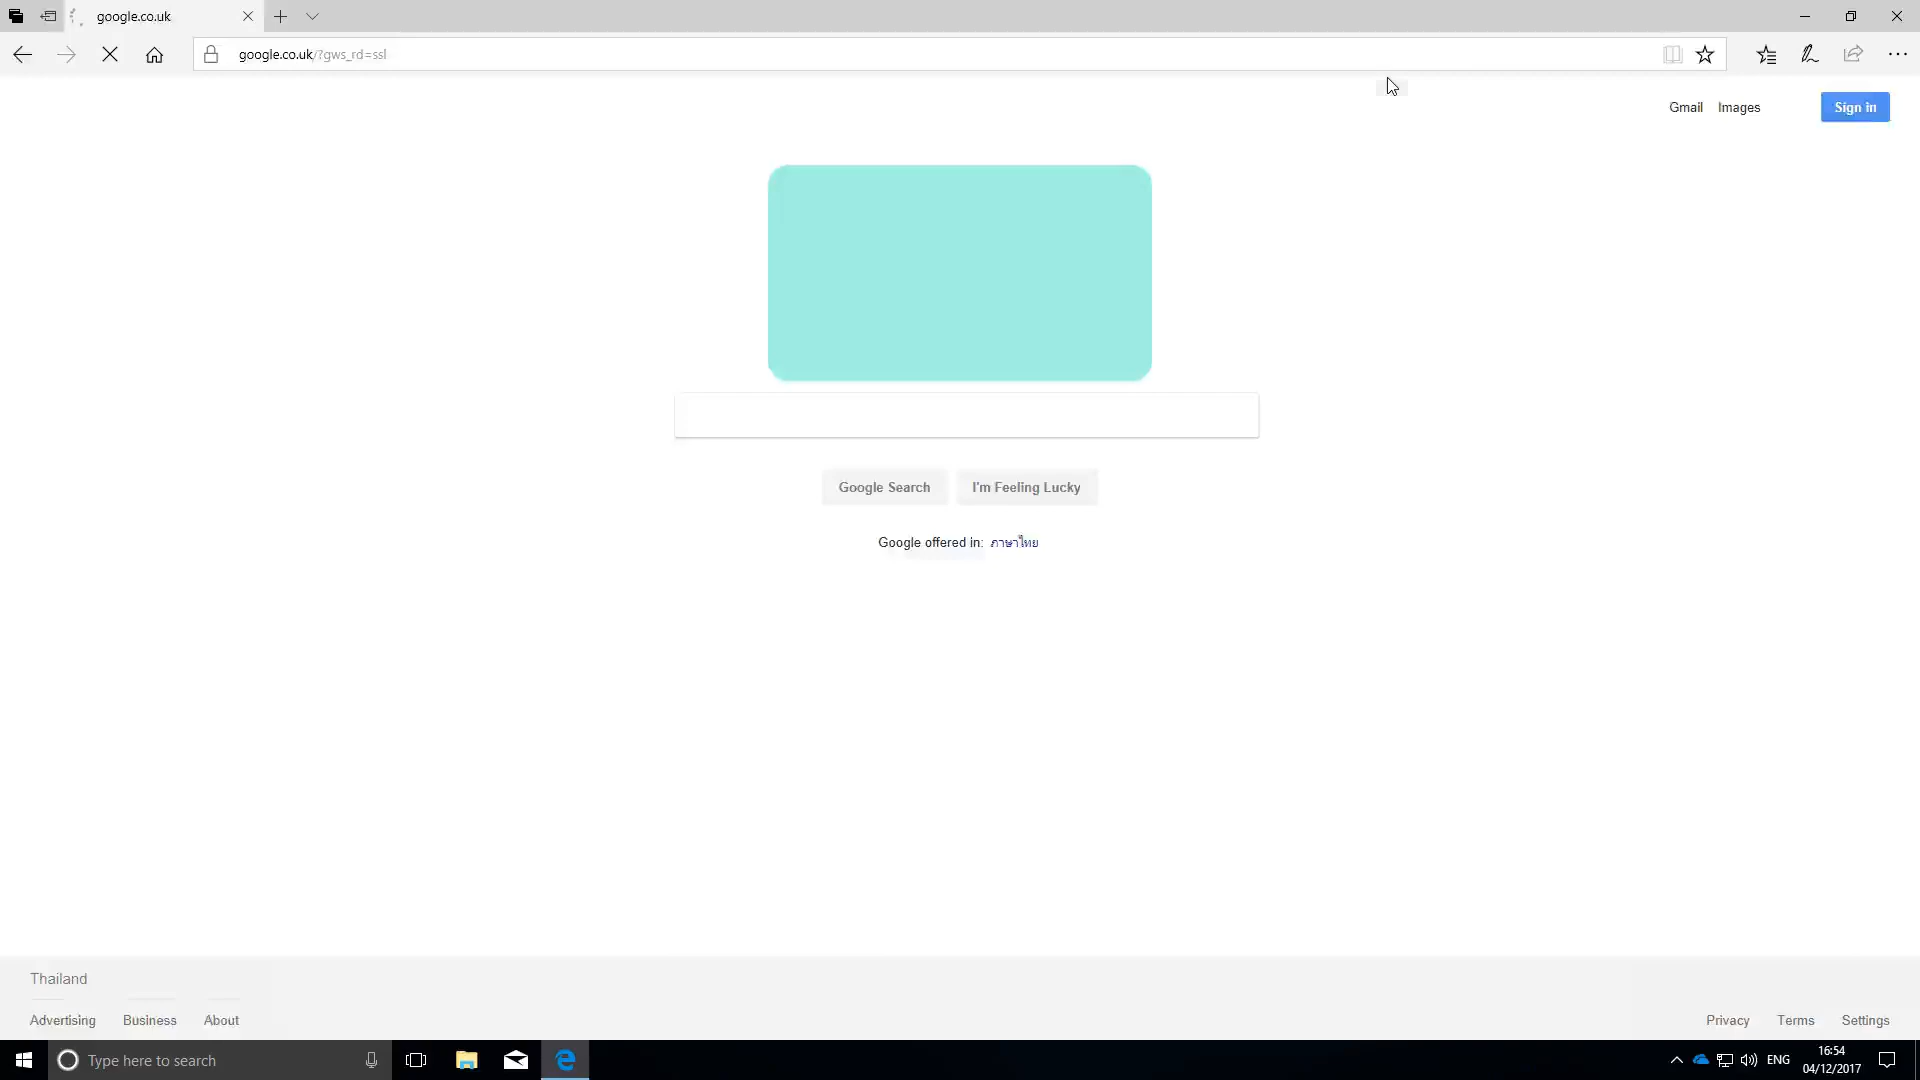 google.co.uk
google.co.uk/?gws_rd=ssl
Gmail Images Sign in
Google Search I'm Feeling Lucky
Google offered in: ภาษาไทย
Thailand
Advertising Business About Privacy Terms Settings
Type here to search
ENG
16:54
04/12/2017